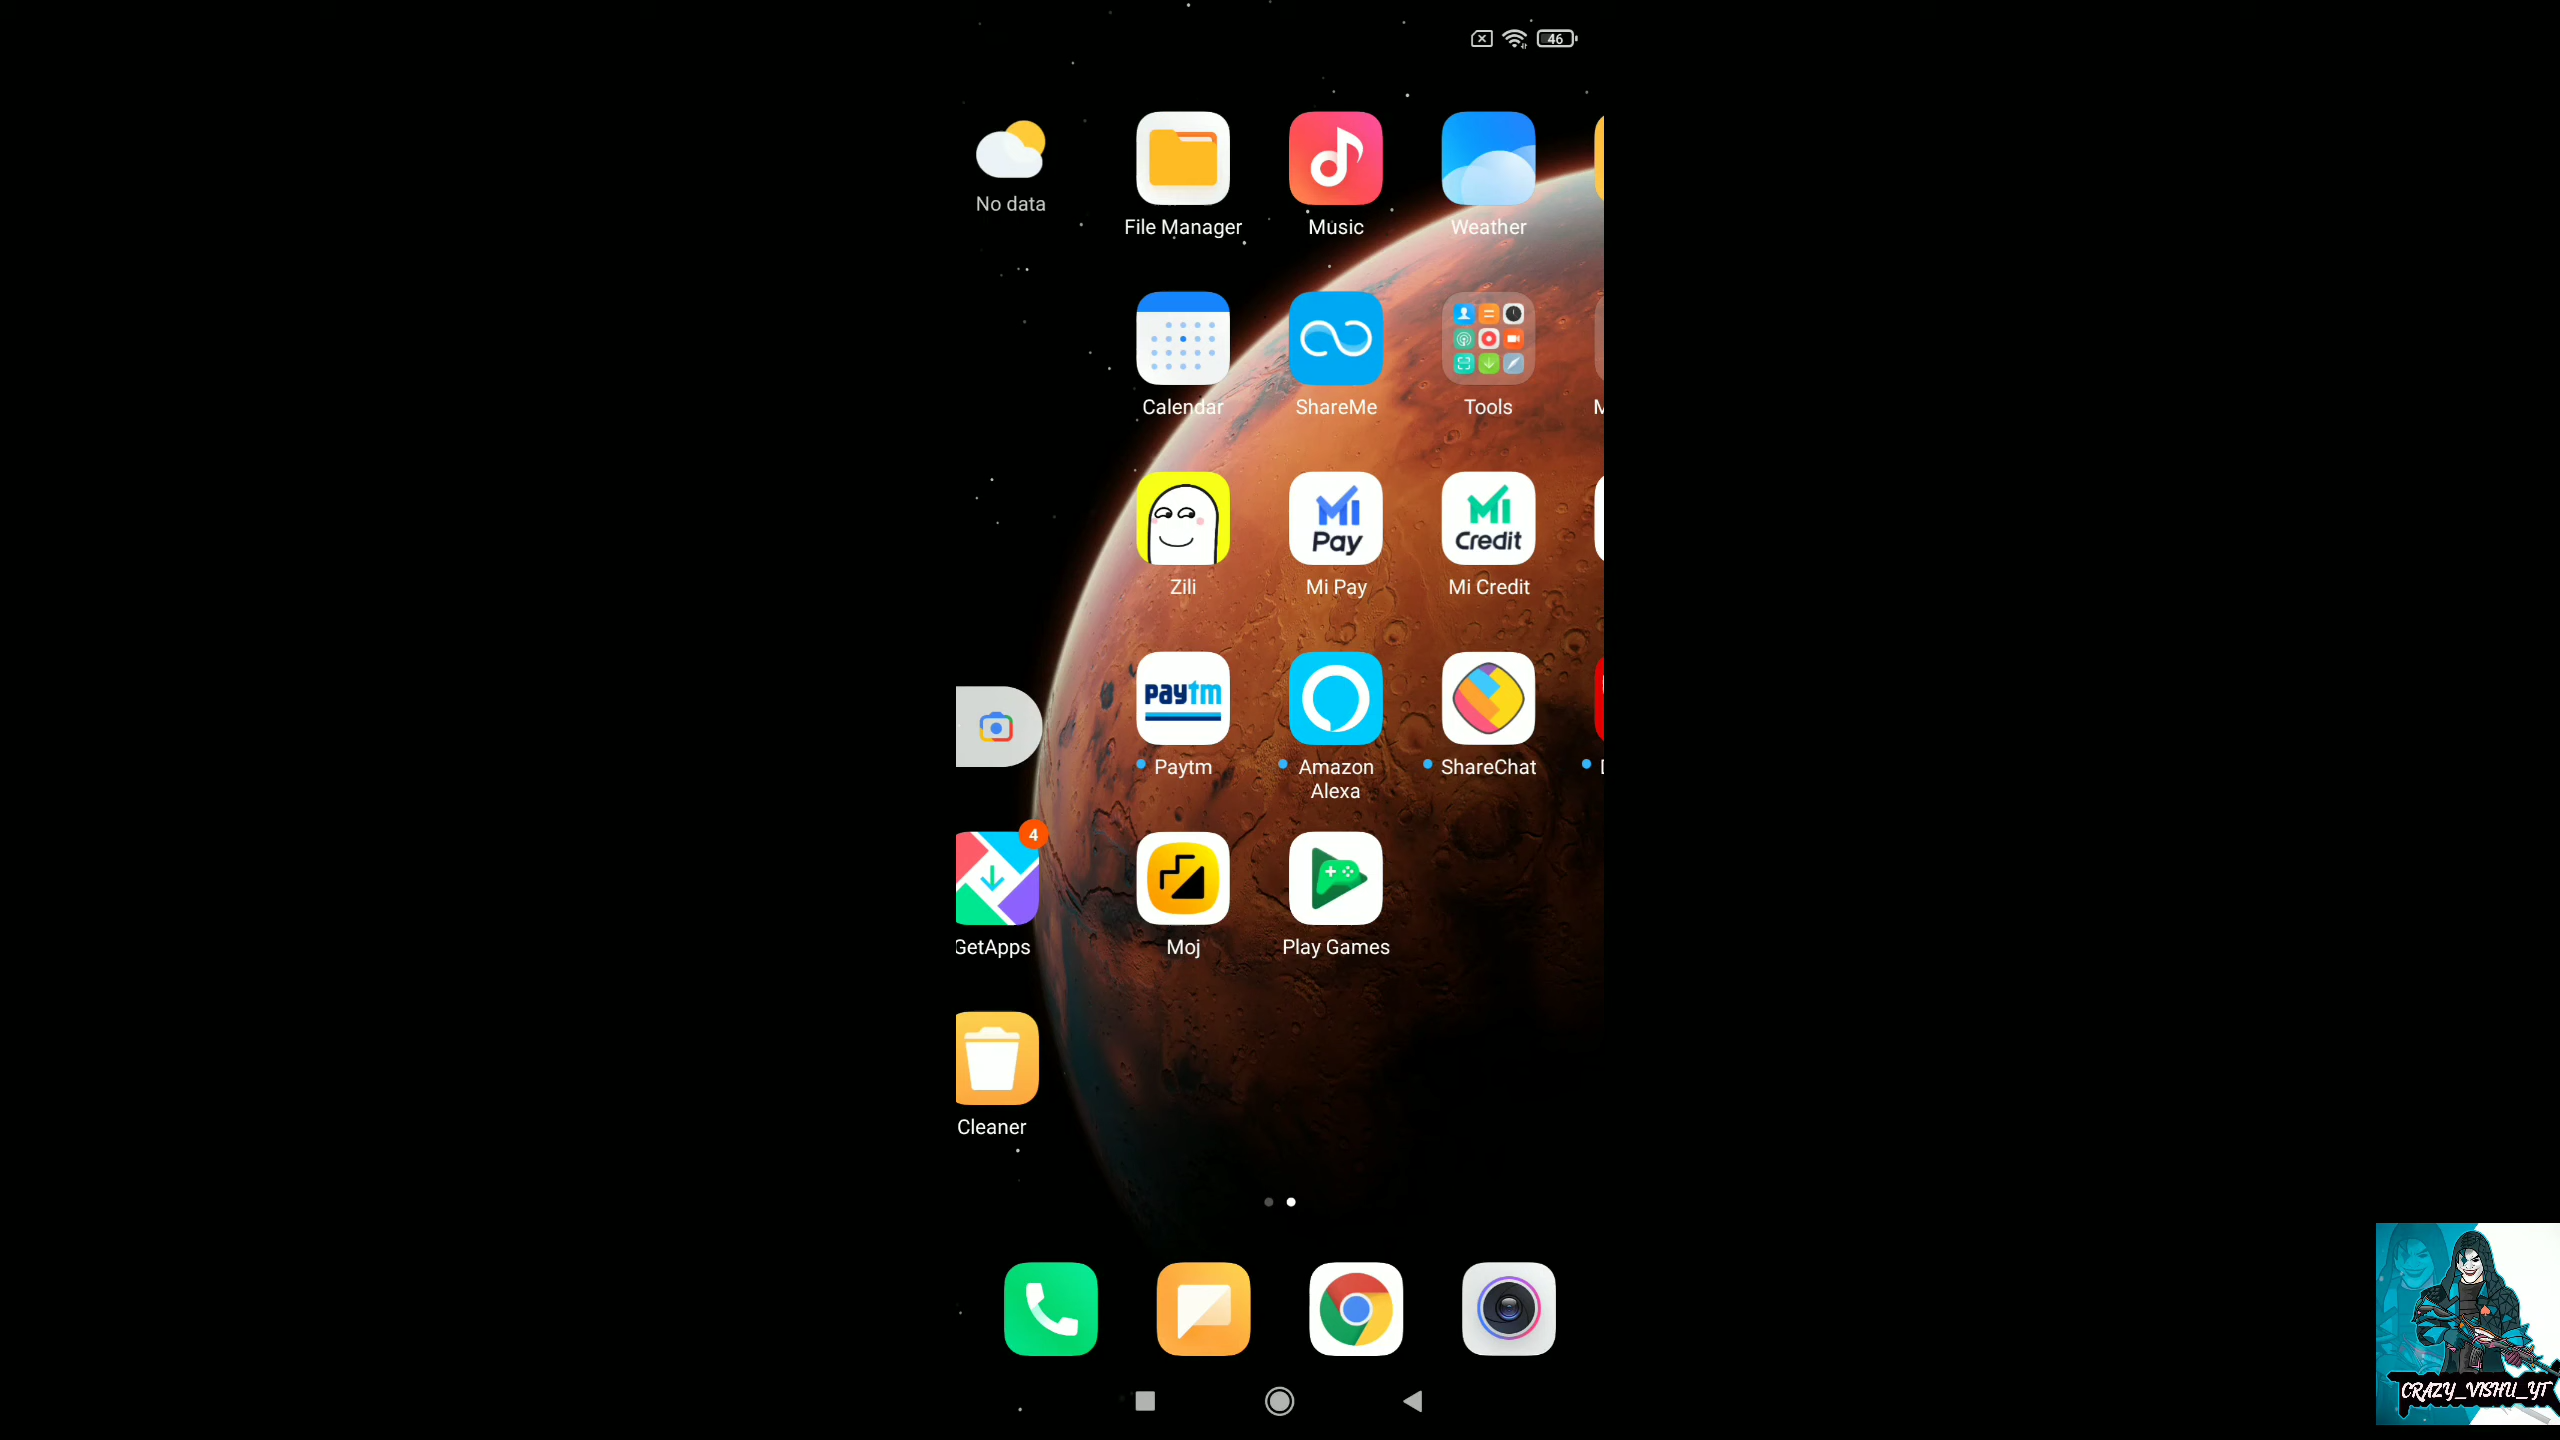 46
No data
File Manager
Music
Weather
Calendar
ShareMe
Tools
M
Zili
Mi
Pay
Mi Pay
Mi
Credit
Mi Credit
paytm
Paytm
Amazon
Alexa
ShareChat
4
GetApps
Moj
Play Games
Cleaner
CRAZY_VISHU_YT